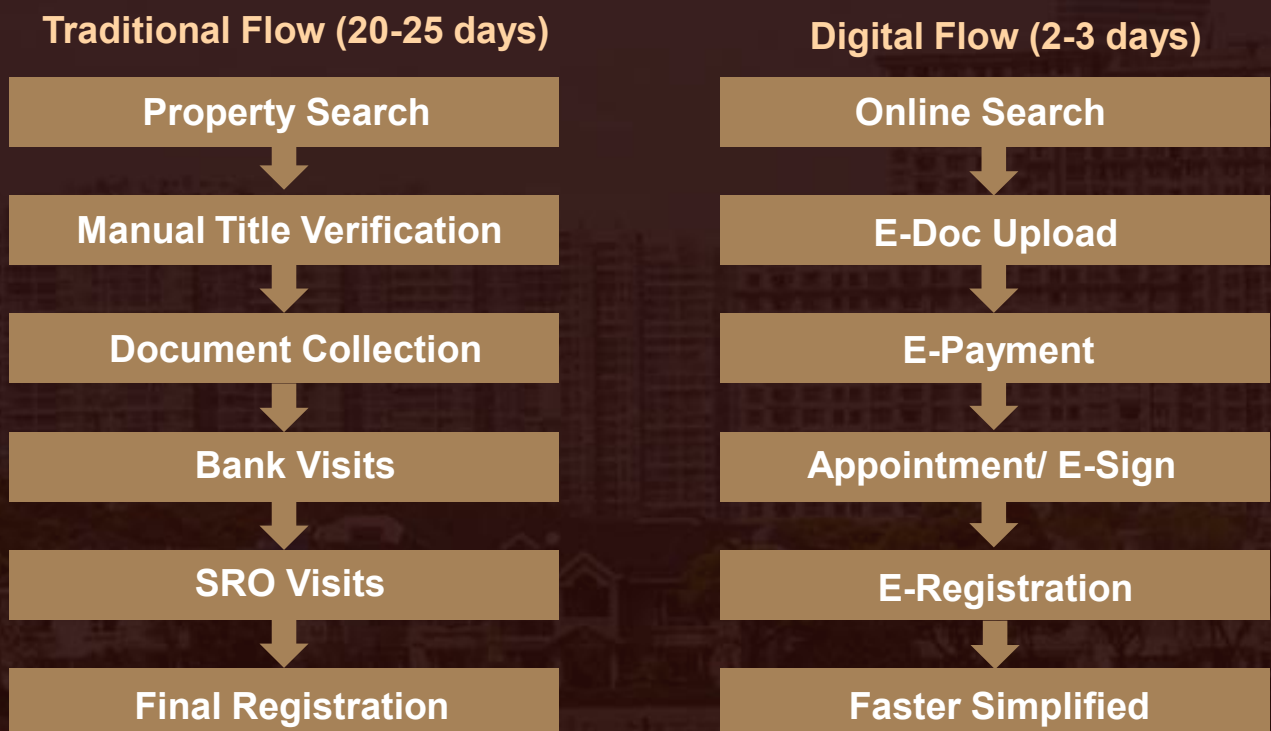 Traditional Flow (20-25 days)
Property Search
Manual Title Verification
Document Collection
Bank Visits
SRO Visits
Final Registration
Digital Flow (2-3 days)
Online Search
E-Doc Upload
E-Payment
Appointment/ E-Sign
E-Registration
Faster Simplified